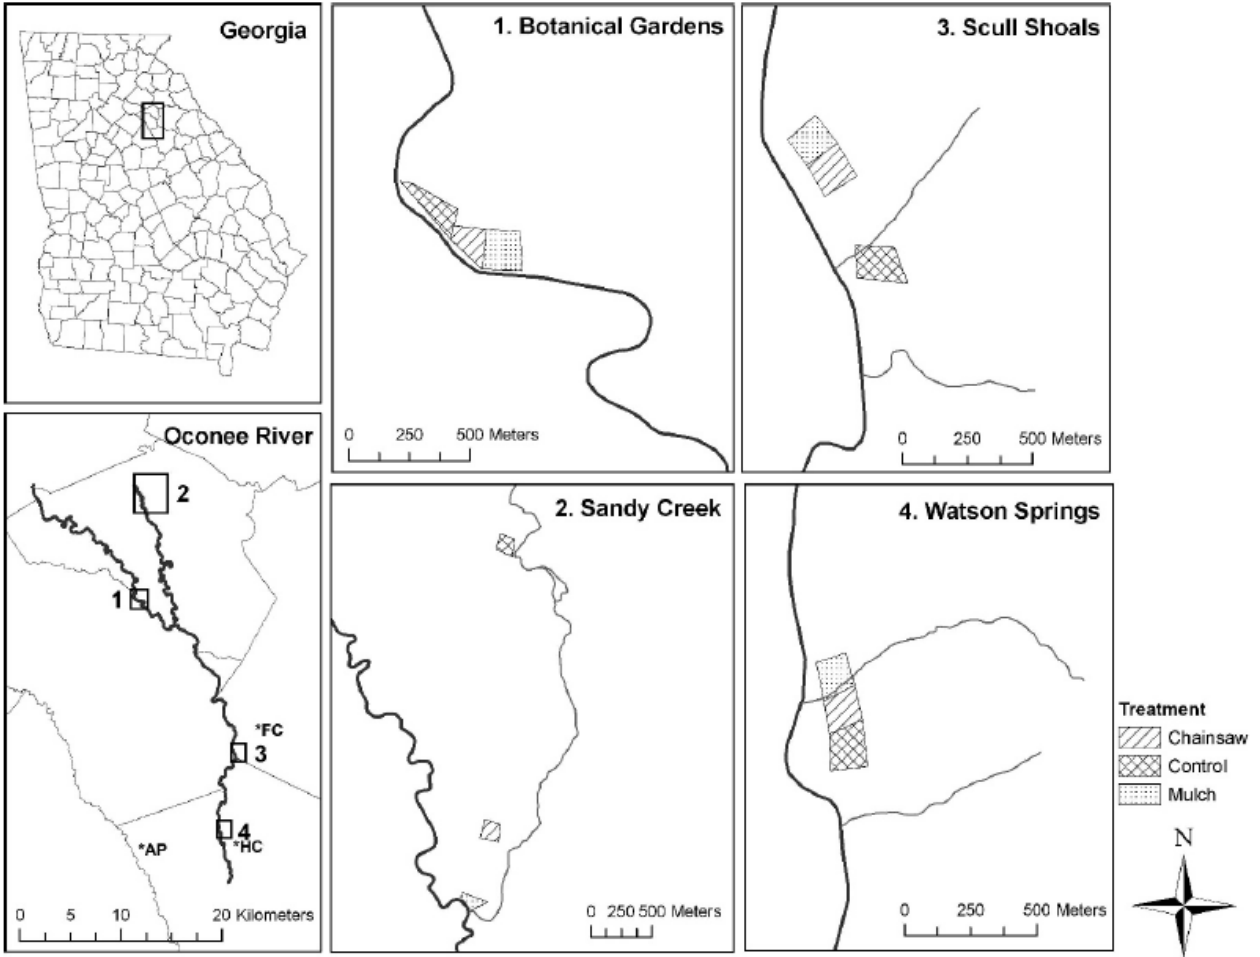 Georgia
1. Botanical Gardens
0 250 500 Meters
3. Scull Shoals
0 250 500 Meters
Oconee River
2
1
*FC
3
4
*HC
*AP
0 5 10 20 Kilometers
2. Sandy Creek
0 250 500 Meters
4. Watson Springs
0 250 500 Meters
Treatment
Chainsaw
Control
Mulch
N